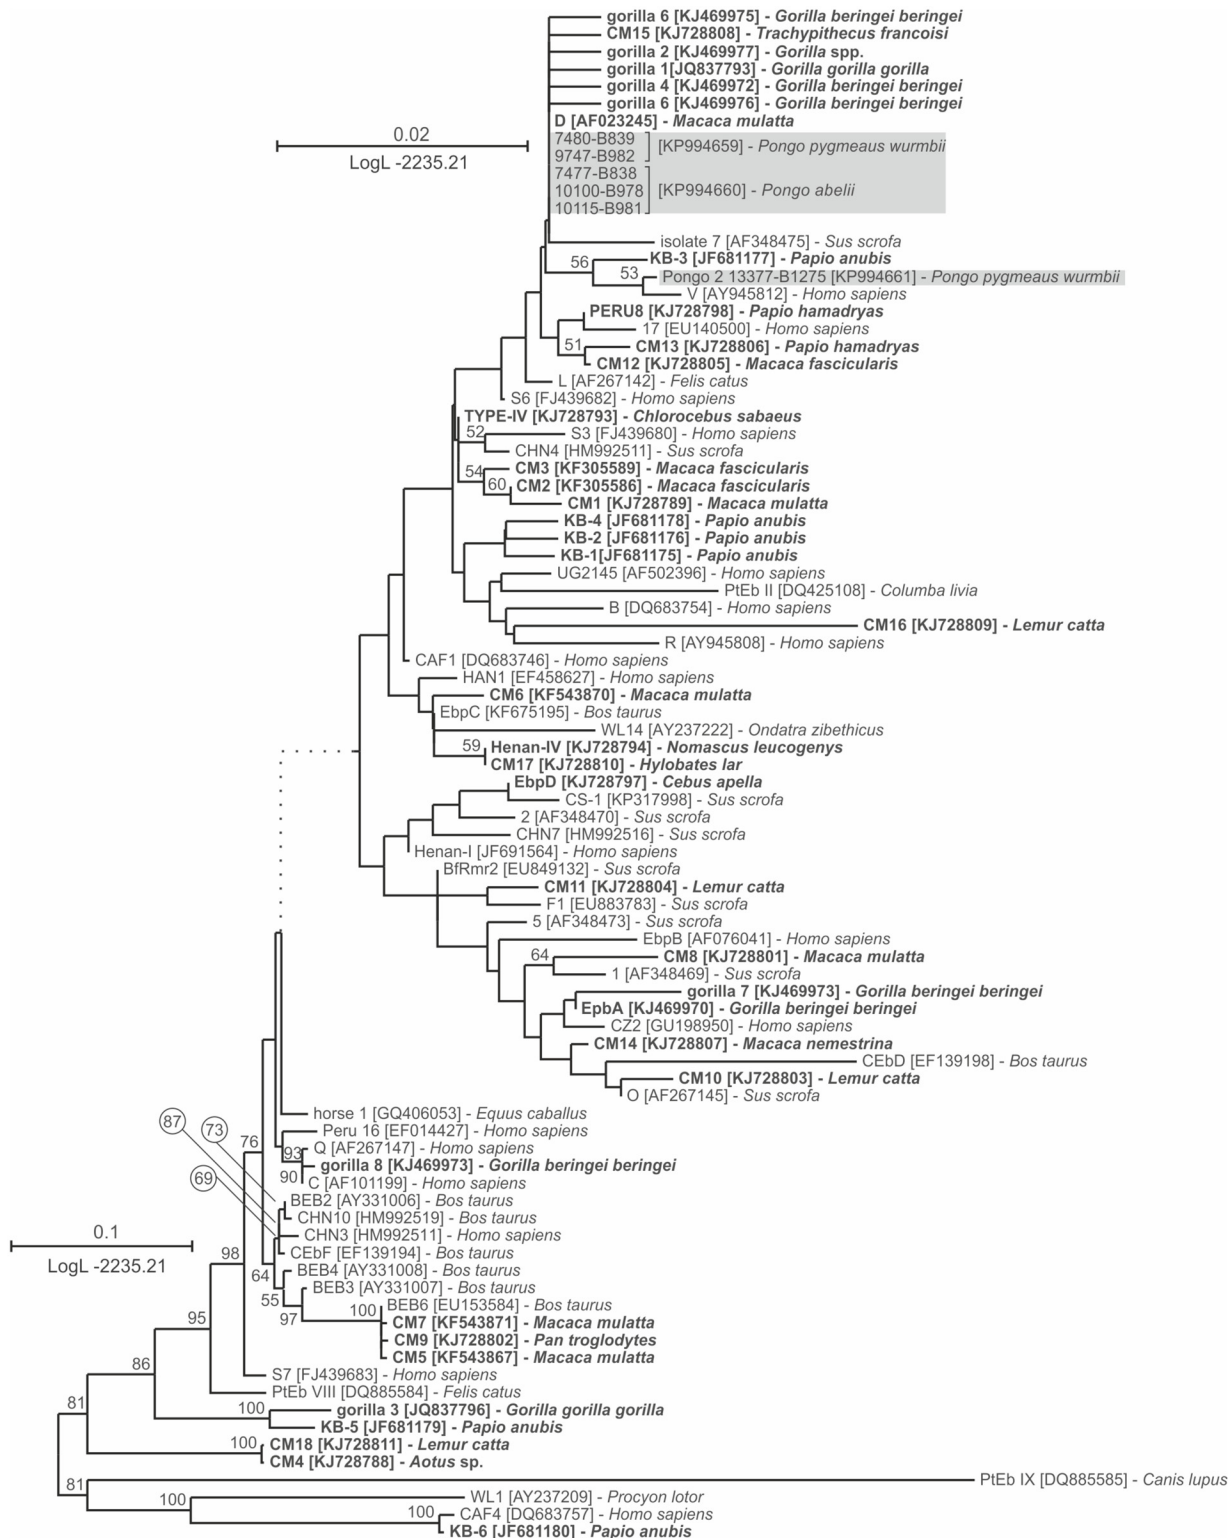 gorilla 6 [KJ469975] - Gorilla beringei beringei
CM15 [KJ728808] - Trachypithecus francoisi
gorilla 2 [KJ469977] - Gorilla spp.
gorilla 1[JQ837793] - Gorilla gorilla gorilla
gorilla 4 [KJ469972] - Gorilla beringei beringei
gorilla 6 [KJ469976] - Gorilla beringei beringei
D [AF023245] - Macaca mulatta
0.02
LogL -2235.21
7480-B839
9747-B982
[KP994659] - Pongo pygmeaus wurmbii
7477-B838
10100-B978
10115-B981
[KP994660] - Pongo abelii
isolate 7 [AF348475] - Sus scrofa
56
KB-3 [JF681177] - Papio anubis
53
Pongo 2 13377-B1275 [KP994661] - Pongo pygmeaus wurmbii
V [AY945812] - Homo sapiens
PERU8 [KJ728798] - Papio hamadryas
17 [EU140500] - Homo sapiens
51
CM13 [KJ728806] - Papio hamadryas
CM12 [KJ728805] - Macaca fascicularis
L [AF267142] - Felis catus
S6 [FJ439682] - Homo sapiens
TYPE-IV [KJ728793] - Chlorocebus sabaeus
52
S3 [FJ439680] - Homo sapiens
CHN4 [HM992511] - Sus scrofa
54
CM3 [KF305589] - Macaca fascicularis
60
CM2 [KF305586] - Macaca fascicularis
CM1 [KJ728789] - Macaca mulatta
KB-4 [JF681178] - Papio anubis
KB-2 [JF681176] - Papio anubis
KB-1[JF681175] - Papio anubis
UG2145 [AF502396] - Homo sapiens
PtEb II [DQ425108] - Columba livia
B [DQ683754] - Homo sapiens
CM16 [KJ728809] - Lemur catta
R [AY945808] - Homo sapiens
CAF1 [DQ683746] - Homo sapiens
HAN1 [EF458627] - Homo sapiens
CM6 [KF543870] - Macaca mulatta
EbpC [KF675195] - Bos taurus
WL14 [AY237222] - Ondatra zibethicus
59
Henan-IV [KJ728794] - Nomascus leucogenys
CM17 [KJ728810] - Hylobates lar
EbpD [KJ728797] - Cebus apella
CS-1 [KP317998] - Sus scrofa
2 [AF348470] - Sus scrofa
CHN7 [HM992516] - Sus scrofa
Henan-I [JF691564] - Homo sapiens
BfRmr2 [EU849132] - Sus scrofa
CM11 [KJ728804] - Lemur catta
F1 [EU883783] - Sus scrofa
5 [AF348473] - Sus scrofa
EbpB [AF076041] - Homo sapiens
64
CM8 [KJ728801] - Macaca mulatta
1 [AF348469] - Sus scrofa
gorilla 7 [KJ469973] - Gorilla beringei beringei
EpbA [KJ469970] - Gorilla beringei beringei
CZ2 [GU198950] - Homo sapiens
CM14 [KJ728807] - Macaca nemestrina
CEbD [EF139198] - Bos taurus
CM10 [KJ728803] - Lemur catta
O [AF267145] - Sus scrofa
horse 1 [GQ406053] - Equus caballus
87
73
Peru 16 [EF014427] - Homo sapiens
76
93
Q [AF267147] - Homo sapiens
gorilla 8 [KJ469973] - Gorilla beringei beringei
69
90
C [AF101199] - Homo sapiens
BEB2 [AY331006] - Bos taurus
CHN10 [HM992519] - Bos taurus
0.1
LogL -2235.21
CHN3 [HM992511] - Homo sapiens
98
CEbF [EF139194] - Bos taurus
64
BEB4 [AY331008] - Bos taurus
BEB3 [AY331007] - Bos taurus
55
97
100
BEB6 [EU153584] - Bos taurus
95
CM7 [KF543871] - Macaca mulatta
CM9 [KJ728802] - Pan troglodytes
CM5 [KF543867] - Macaca mulatta
86
S7 [FJ439683] - Homo sapiens
PtEb VIII [DQ885584] - Felis catus
81
100
gorilla 3 [JQ837796] - Gorilla gorilla gorilla
KB-5 [JF681179] - Papio anubis
100
CM18 [KJ728811] - Lemur catta
CM4 [KJ728788] - Aotus sp.
81
PtEb IX [DQ885585] - Canis lupus
100
WL1 [AY237209] - Procyon lotor
100
CAF4 [DQ683757] - Homo sapiens
KB-6 [JF681180] - Papio anubis